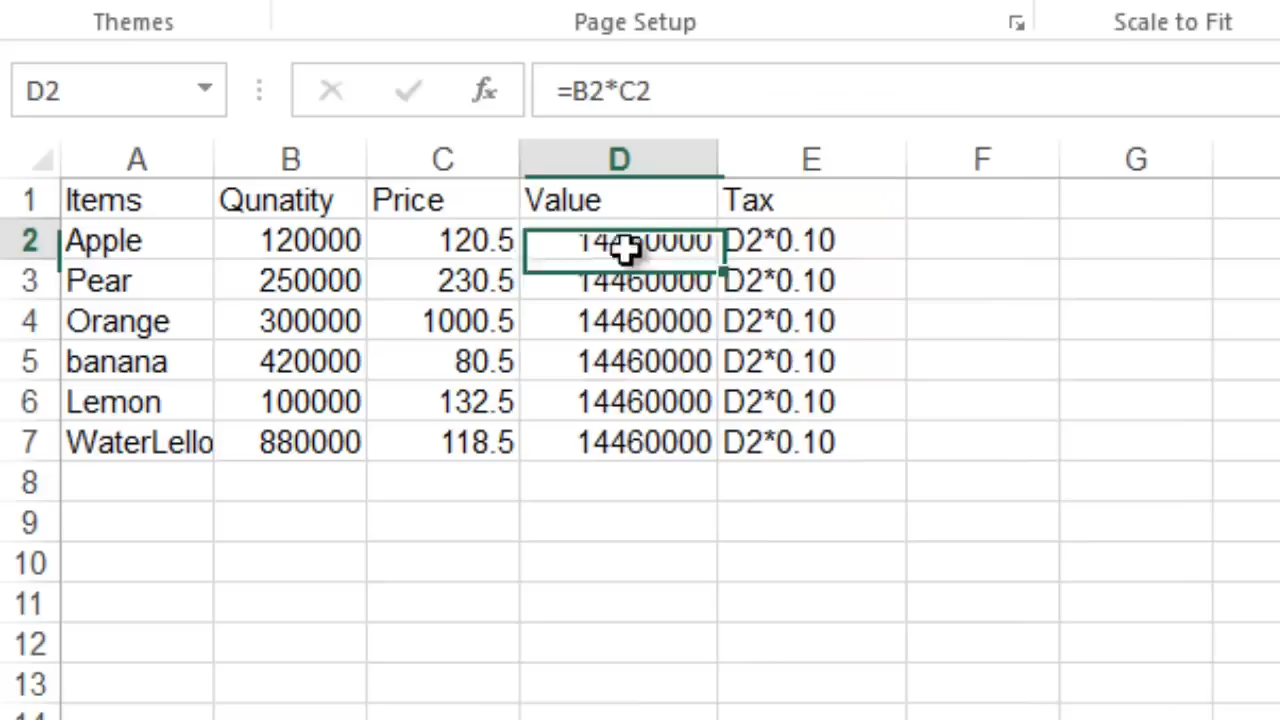 Themes Page Setup Scale to Fit
D2 fx =B2*C2
A B C D E F G
1 Items Qunatity Price Value Tax
2 Apple 120000 120.5 14460000 D2*0.10
3 Pear 250000 230.5 14460000 D2*0.10
4 Orange 300000 1000.5 14460000 D2*0.10
5 banana 420000 80.5 14460000 D2*0.10
6 Lemon 100000 132.5 14460000 D2*0.10
7 WaterLello 880000 118.5 14460000 D2*0.10
8
9
10
11
12
13
14